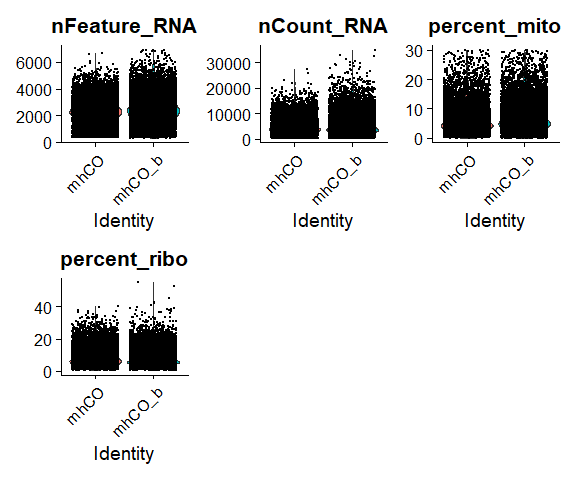 nFeature_RNA
6000
4000
2000
0
mhCO
mhCO_b
Identity
nCount_RNA
30000
20000
10000
0
mhCO
mhCO_b
Identity
percent_mito
30
20
10
0
mhCO
mhCO_b
Identity
percent_ribo
40
20
0
mhCO
mhCO_b
Identity